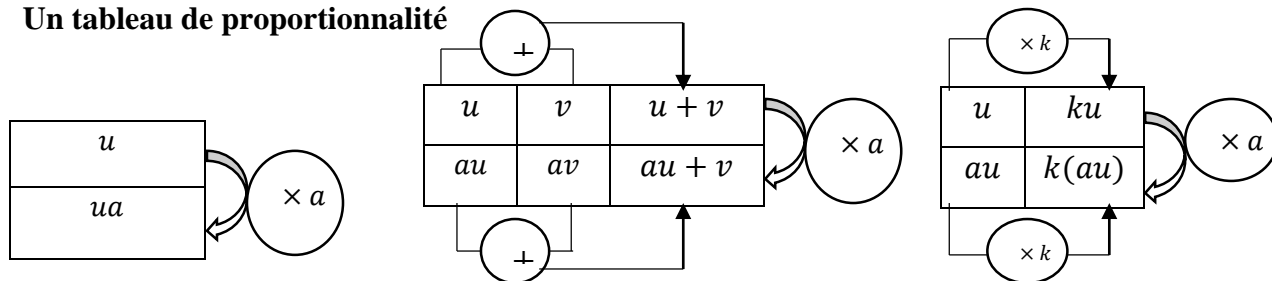 Un tableau de proportionnalité
u
ua
× a
+
u v u + v
au av au + v
+
× a
× k
u ku
au k(au)
× k
× a